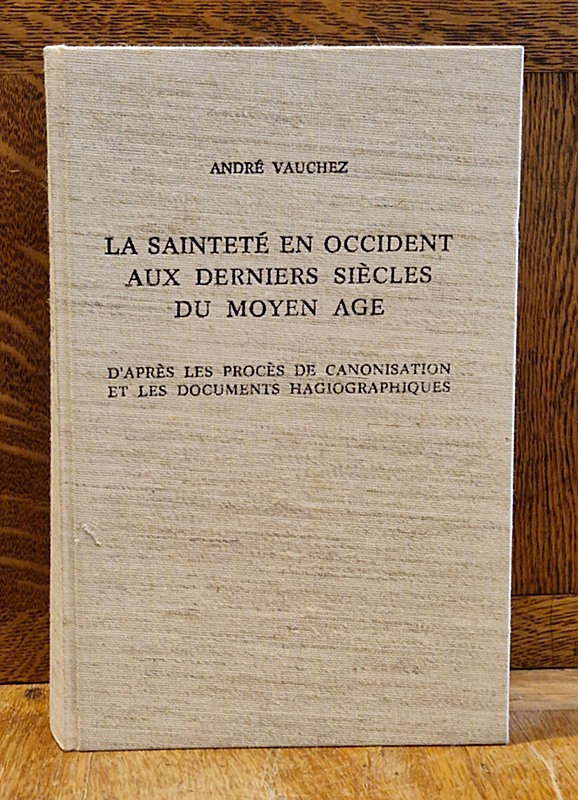 ANDRÉ VAUCHEZ
LA SAINTETÉ EN OCCIDENT
AUX DERNIERS SIÈCLES
DU MOYEN AGE
D'APRÈS LES PROCÈS DE CANONISATION
ET LES DOCUMENTS HAGIOGRAPHIQUES